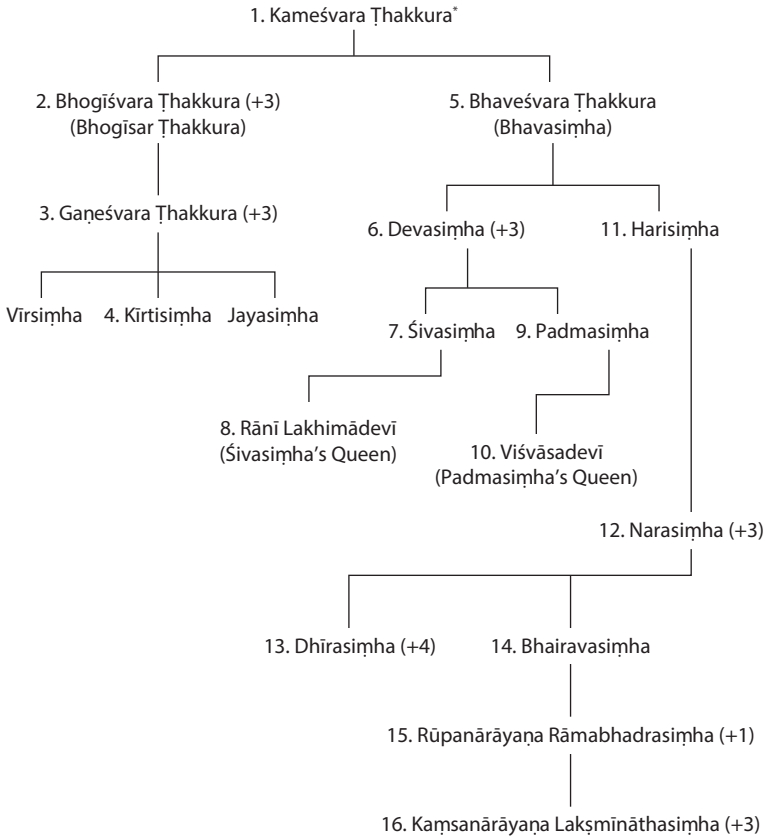 1. Kameśvara Ṭhakkura*
2. Bhogīśvara Ṭhakkura (+3)
(Bhogīsar Ṭhakkura)
5. Bhaveśvara Ṭhakkura
(Bhavasiṃha)
3. Gaṇeśvara Ṭhakkura (+3)
6. Devasiṃha (+3)
11. Harisiṃha
Vīrsiṃha
4. Kīrtisiṃha
Jayasiṃha
7. Śivasiṃha
9. Padmasiṃha
8. Rānī Lakhimādevī
(Śivasiṃha's Queen)
10. Viśvāsadevī
(Padmasiṃha's Queen)
12. Narasiṃha (+3)
13. Dhīrasiṃha (+4)
14. Bhairavasiṃha
15. Rūpanārāyaṇa Rāmabhadrasiṃha (+1)
16. Kaṃsanārāyaṇa Lakṣmīnāthasiṃha (+3)